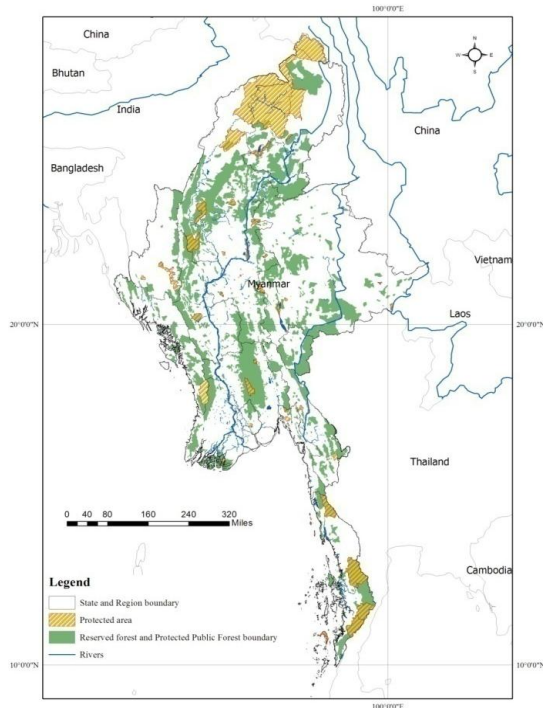 100°0'0"E
China
Bhutan
India
N
W
E
S
China
Bangladesh
Vietnam
Myanmar
Laos
20°0'0"N
20°0'0"N
Thailand
0 40 80 160 240 320
Miles
Cambodia
Legend
State and Region boundary
Protected area
Reserved forest and Protected Public Forest boundary
Rivers
10°0'0"N
10°0'0"N
100°0'0"E